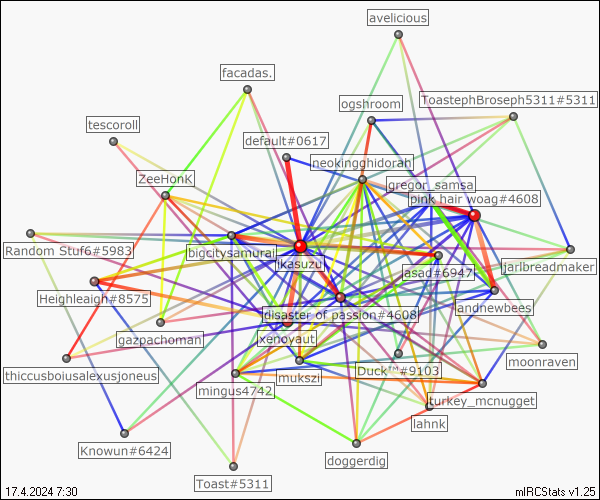 avelicious
facadas.
ogshroom
ToastephBroseph5311#5311
tescoroll
default#0617
neokingghidorah
ZeeHonk
gregor_samsa
pink hair woag#4608
Random Stuf6#5983
bigcitysamurai
ikasuzu
asad#6947
jarlbreadmaker
Heighleaigh#8575
andnewbees
disaster of passion#4608
gazpachoman
xenoyaut
moonraven
thiccusboiusalexusjoneus
mukszi
Duck™#9103
mingus4742
turkey_mcnugget
lahnk
Knowun#6424
doggerdig
Toast#5311
17.4.2024 7:30
mIRCStats v1.25